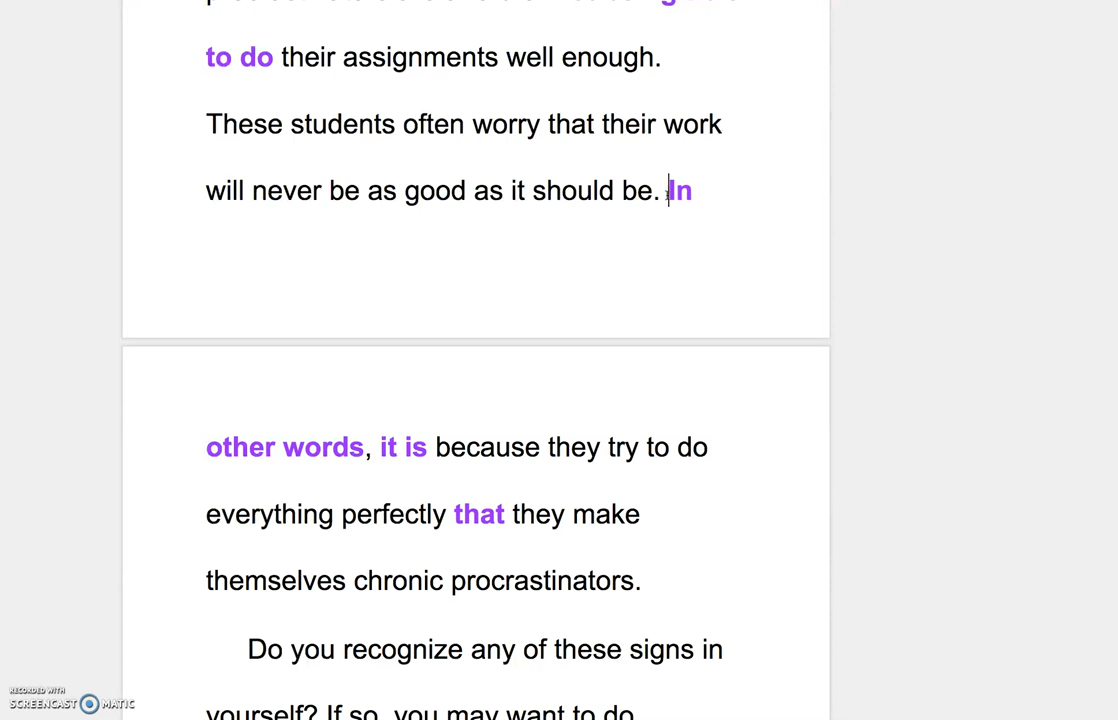 to do their assignments well enough.
These students often worry that their work
will never be as good as it should be. In
other words, it is because they try to do
everything perfectly that they make
themselves chronic procrastinators.
Do you recognize any of these signs in
yourself? If so, you may want to do
RECORDED WITH
SCREENCAST MATIC